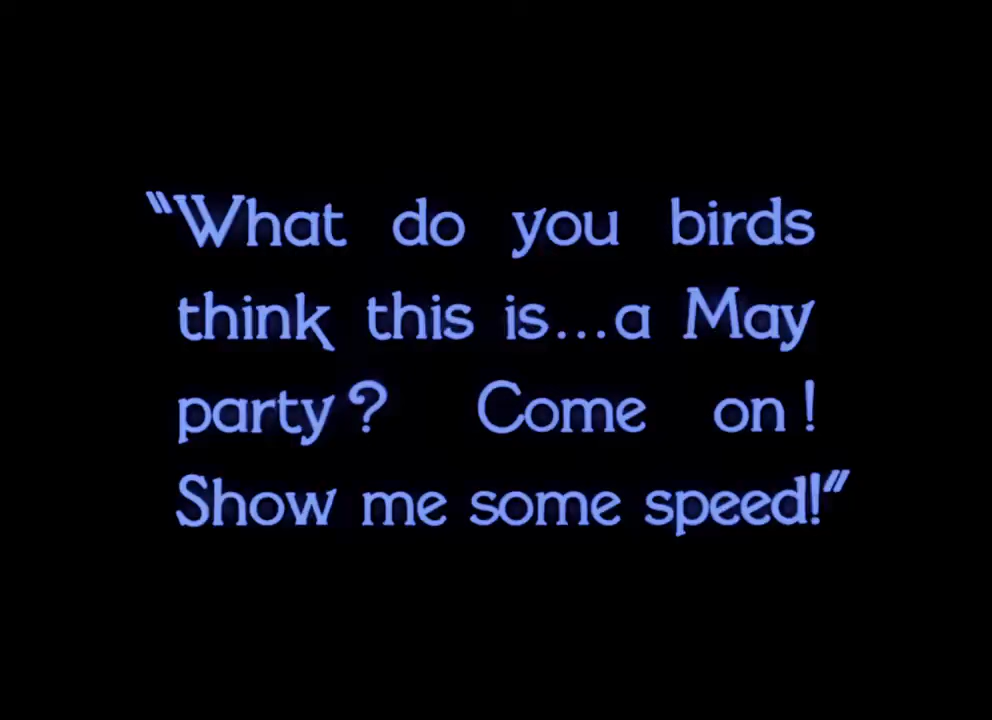 "What do you birds
think this is...a May
party? Come on!
Show me some speed!"